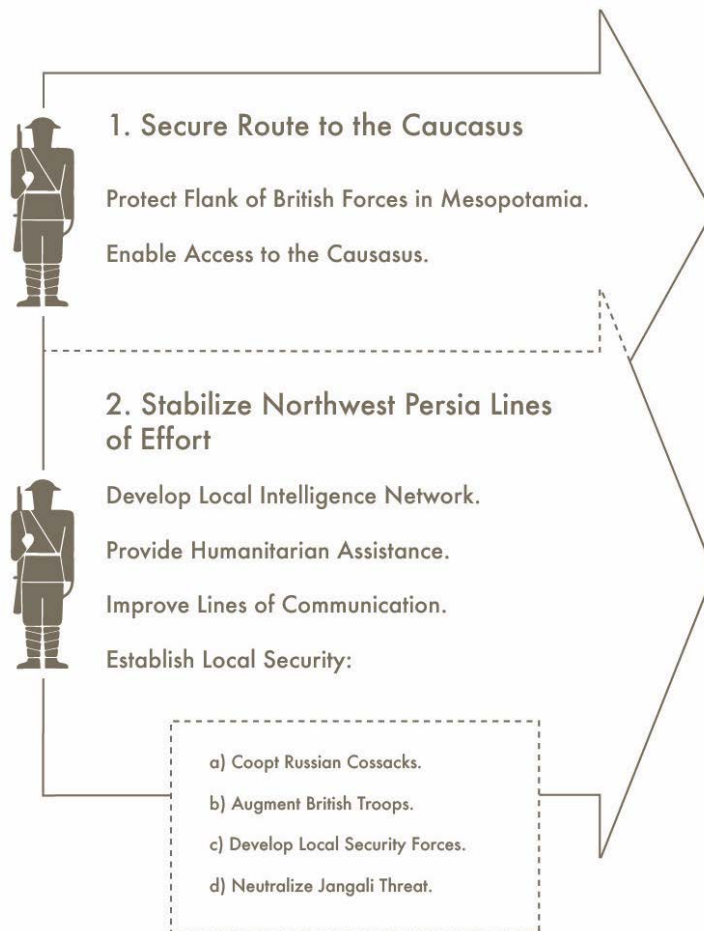 1. Secure Route to the Caucasus
Protect Flank of British Forces in Mesopotamia.
Enable Access to the Causasus.
2. Stabilize Northwest Persia Lines
of Effort
Develop Local Intelligence Network.
Provide Humanitarian Assistance.
Improve Lines of Communication.
Establish Local Security:
a) Coopt Russian Cossacks.
b) Augment British Troops.
c) Develop Local Security Forces.
d) Neutralize Jangali Threat.